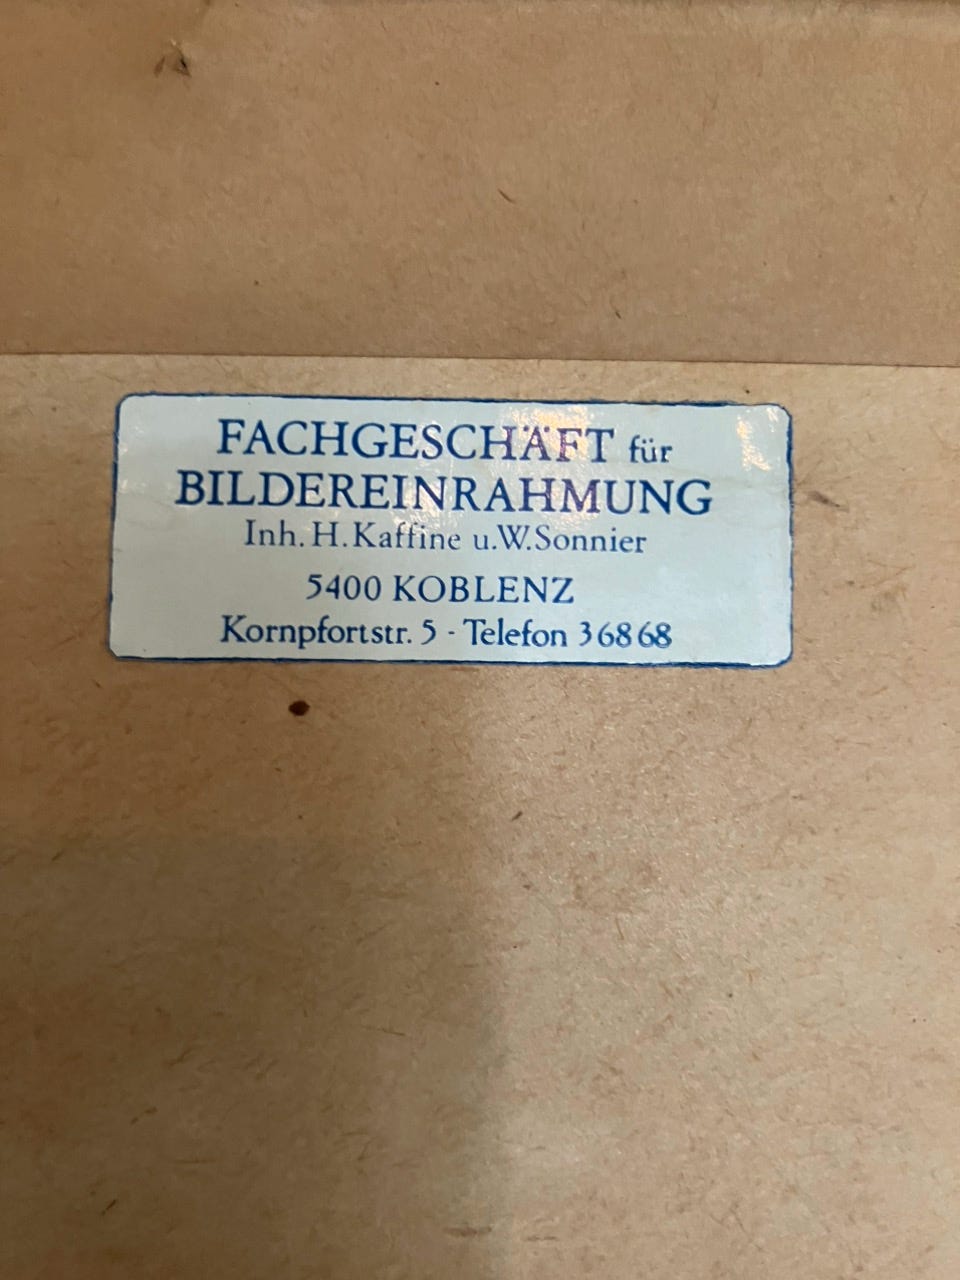 FACHGESCHÄFT für
BILDEREINRAHMUNG
Inh. H. Kaffine u. W. Sonnier
5400 KOBLENZ
Kornpfortstr. 5 - Telefon 36868